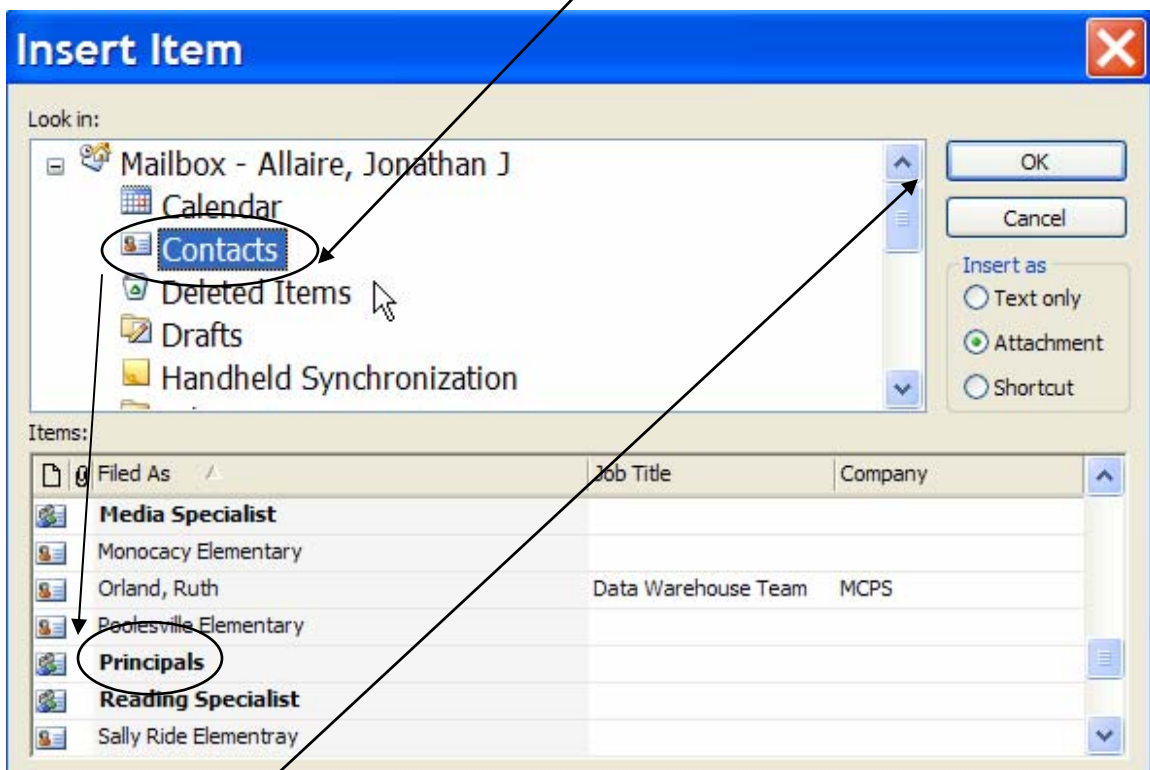 Insert Item
Look in:
Mailbox - Allaire, Jonathan J
Calendar
Contacts
Deleted Items
Drafts
Handheld Synchronization
OK
Cancel
Insert as
Text only
Attachment
Shortcut
Items:
Filed As Job Title Company
Media Specialist
Monocacy Elementary
Orland, Ruth Data Warehouse Team MCPS
Poolesville Elementary
Principals
Reading Specialist
Sally Ride Elementray